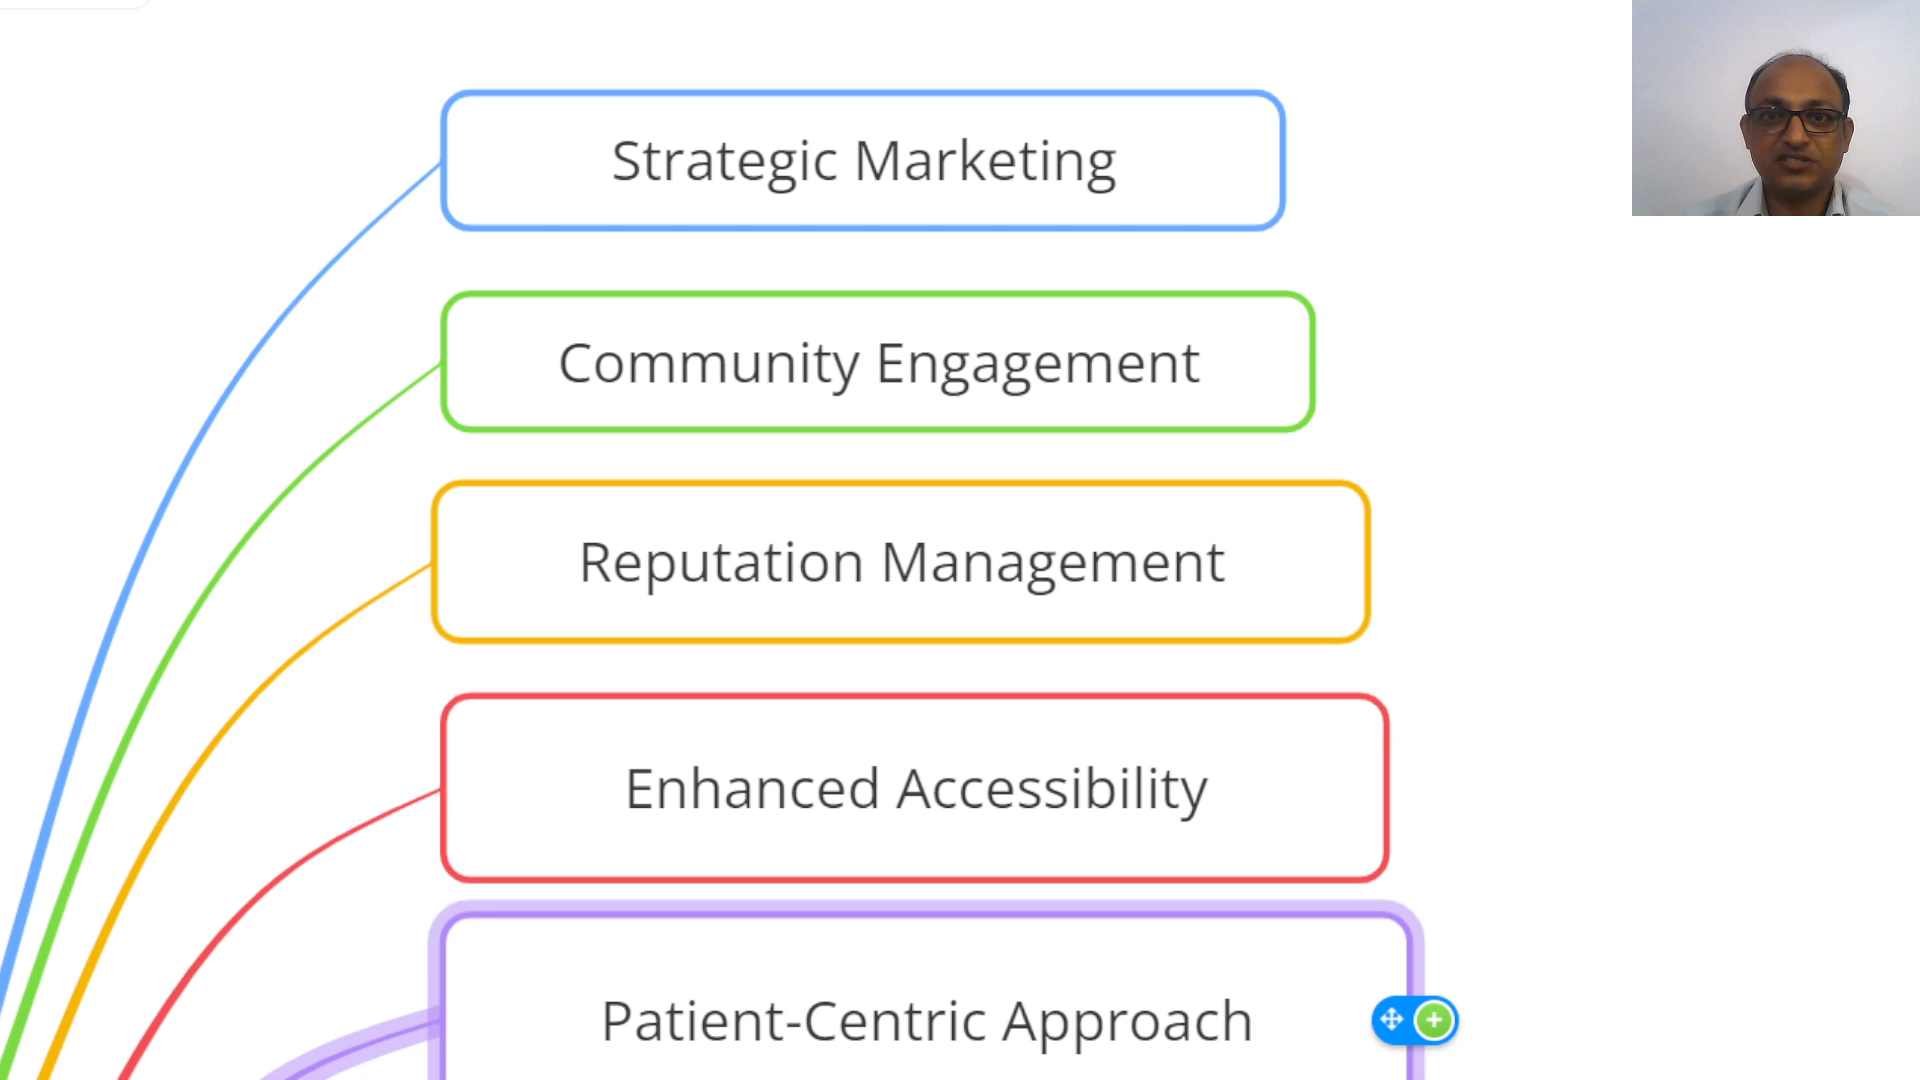 Strategic Marketing
Community Engagement
Reputation Management
Enhanced Accessibility
Patient-Centric Approach